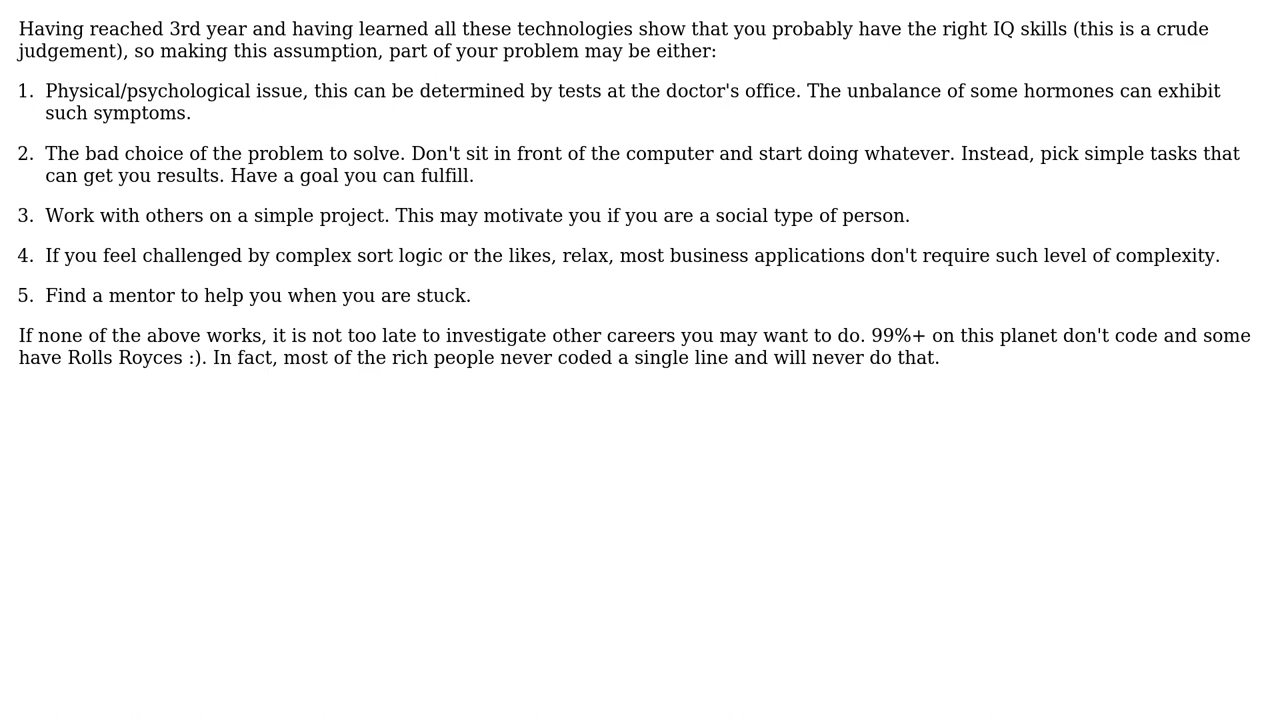 Having reached 3rd year and having learned all these technologies show that you probably have the right IQ skills (this is a crude
judgement), so making this assumption, part of your problem may be either:
1. Physical/psychological issue, this can be determined by tests at the doctor's office. The unbalance of some hormones can exhibit
such symptoms.
2. The bad choice of the problem to solve. Don't sit in front of the computer and start doing whatever. Instead, pick simple tasks that
can get you results. Have a goal you can fulfill.
3. Work with others on a simple project. This may motivate you if you are a social type of person.
4. If you feel challenged by complex sort logic or the likes, relax, most business applications don't require such level of complexity.
5. Find a mentor to help you when you are stuck.
If none of the above works, it is not too late to investigate other careers you may want to do. 99%+ on this planet don't code and some
have Rolls Royces :). In fact, most of the rich people never coded a single line and will never do that.